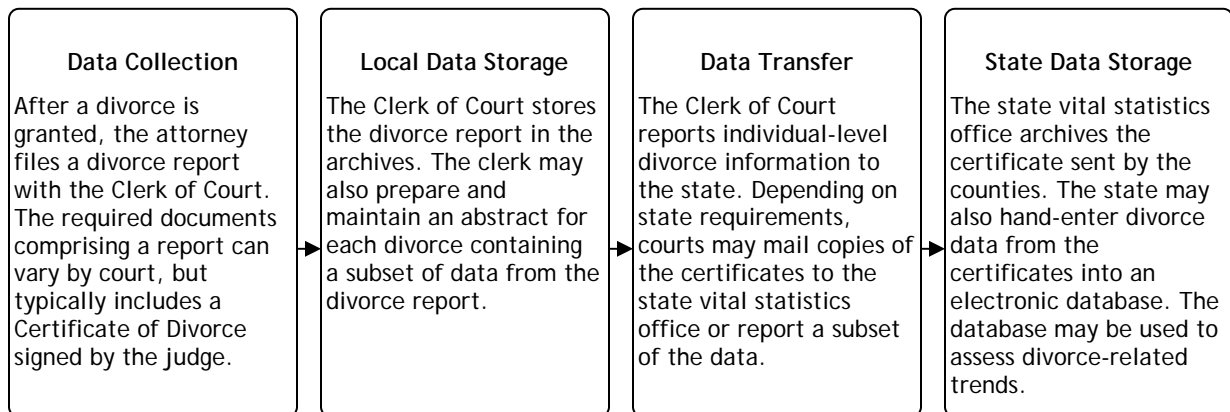 Data Collection
After a divorce is
granted, the attorney
files a divorce report
with the Clerk of Court.
The required documents
comprising a report can
vary by court, but
typically includes a
Certificate of Divorce
signed by the judge.
Local Data Storage
The Clerk of Court stores
the divorce report in the
archives. The clerk may
also prepare and
maintain an abstract for
each divorce containing
a subset of data from the
divorce report.
Data Transfer
The Clerk of Court
reports individual-level
divorce information to
the state. Depending on
state requirements,
courts may mail copies of
the certificates to the
state vital statistics
office or report a subset
of the data.
State Data Storage
The state vital statistics
office archives the
certificate sent by the
counties. The state may
also hand-enter divorce
data from the
certificates into an
electronic database. The
database may be used to
assess divorce-related
trends.